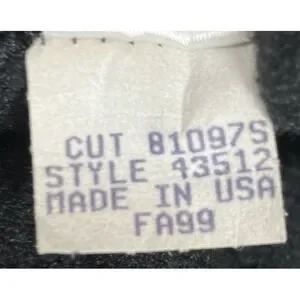 CUT 81097S
STYLE 43512
MADE IN USA
FA99